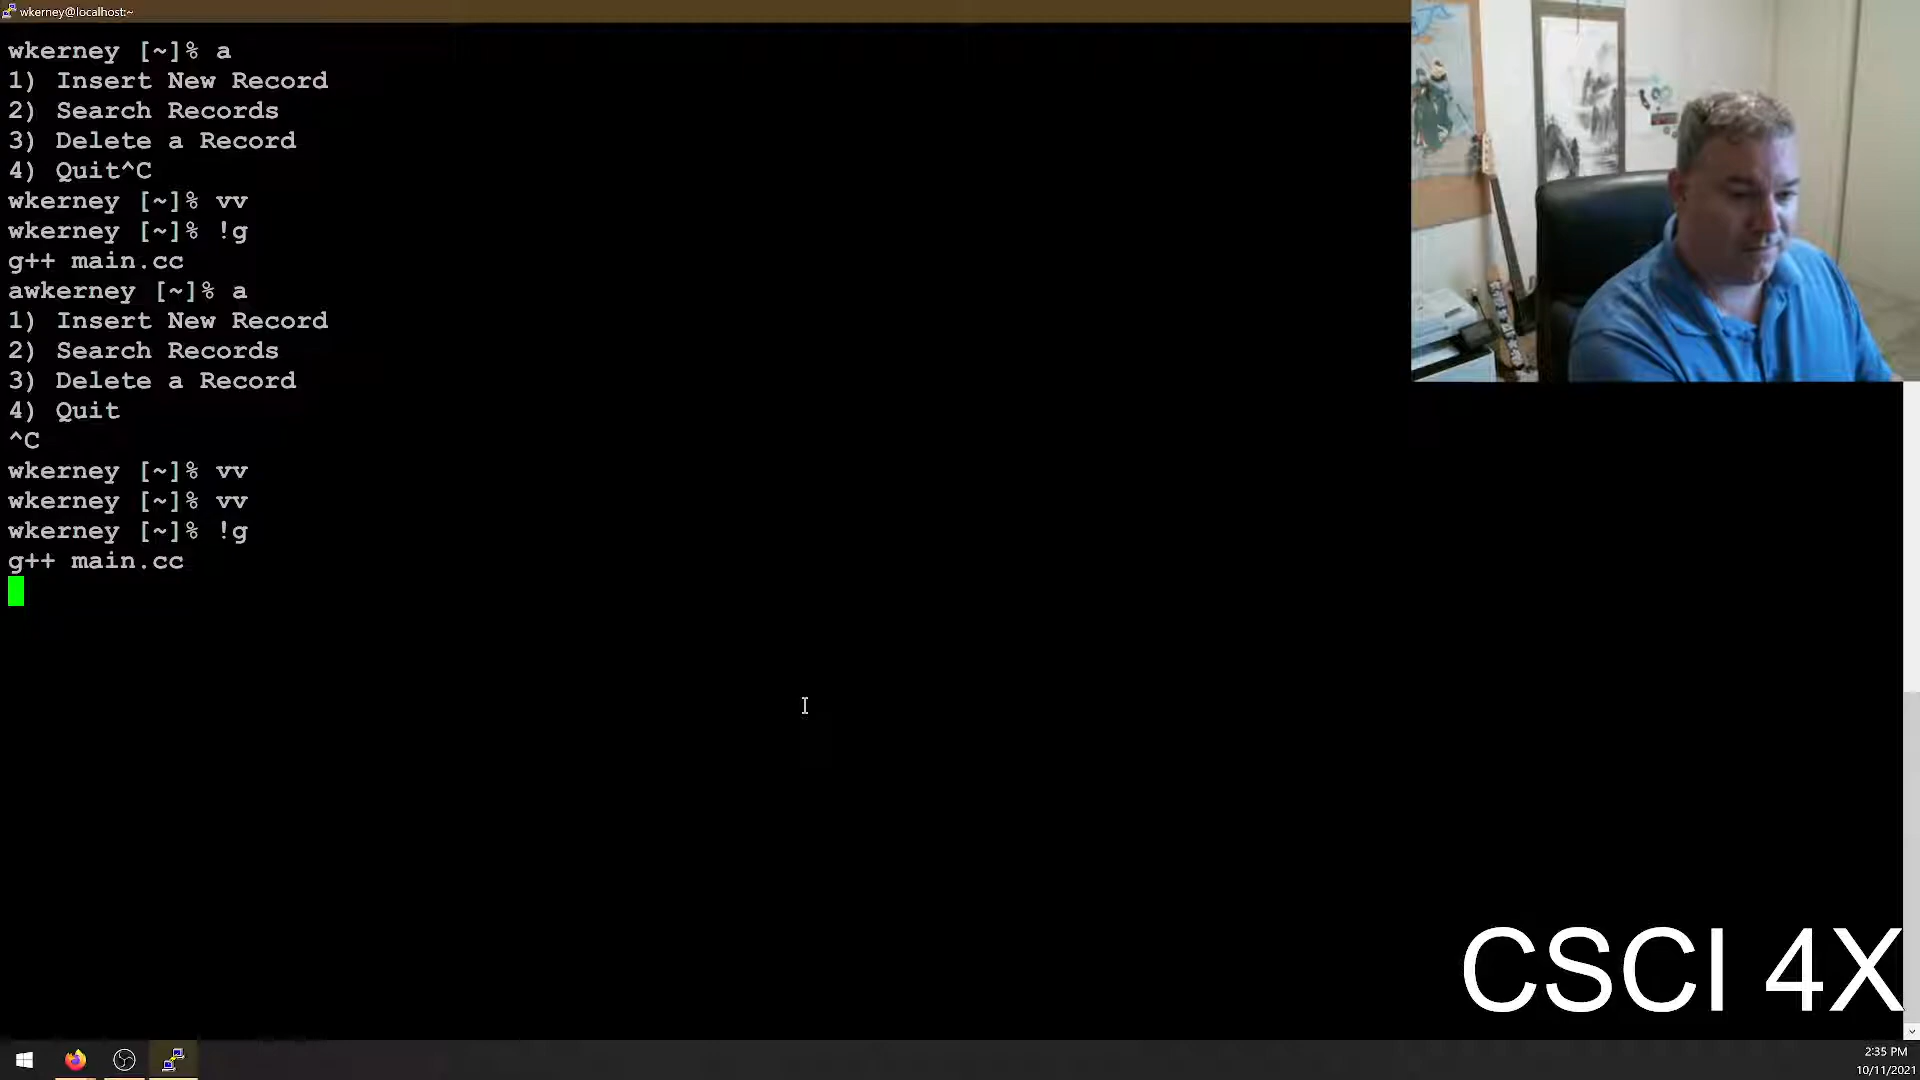 wkerney@localhost:~
wkerney [~]% a
1) Insert New Record
2) Search Records
3) Delete a Record
4) Quit^C
wkerney [~]% vv
wkerney [~]% !g
g++ main.cc
awkerney [~]% a
1) Insert New Record
2) Search Records
3) Delete a Record
4) Quit
^C
wkerney [~]% vv
wkerney [~]% vv
wkerney [~]% !g
g++ main.cc
CSCI 4X
2:35 PM
10/11/2021